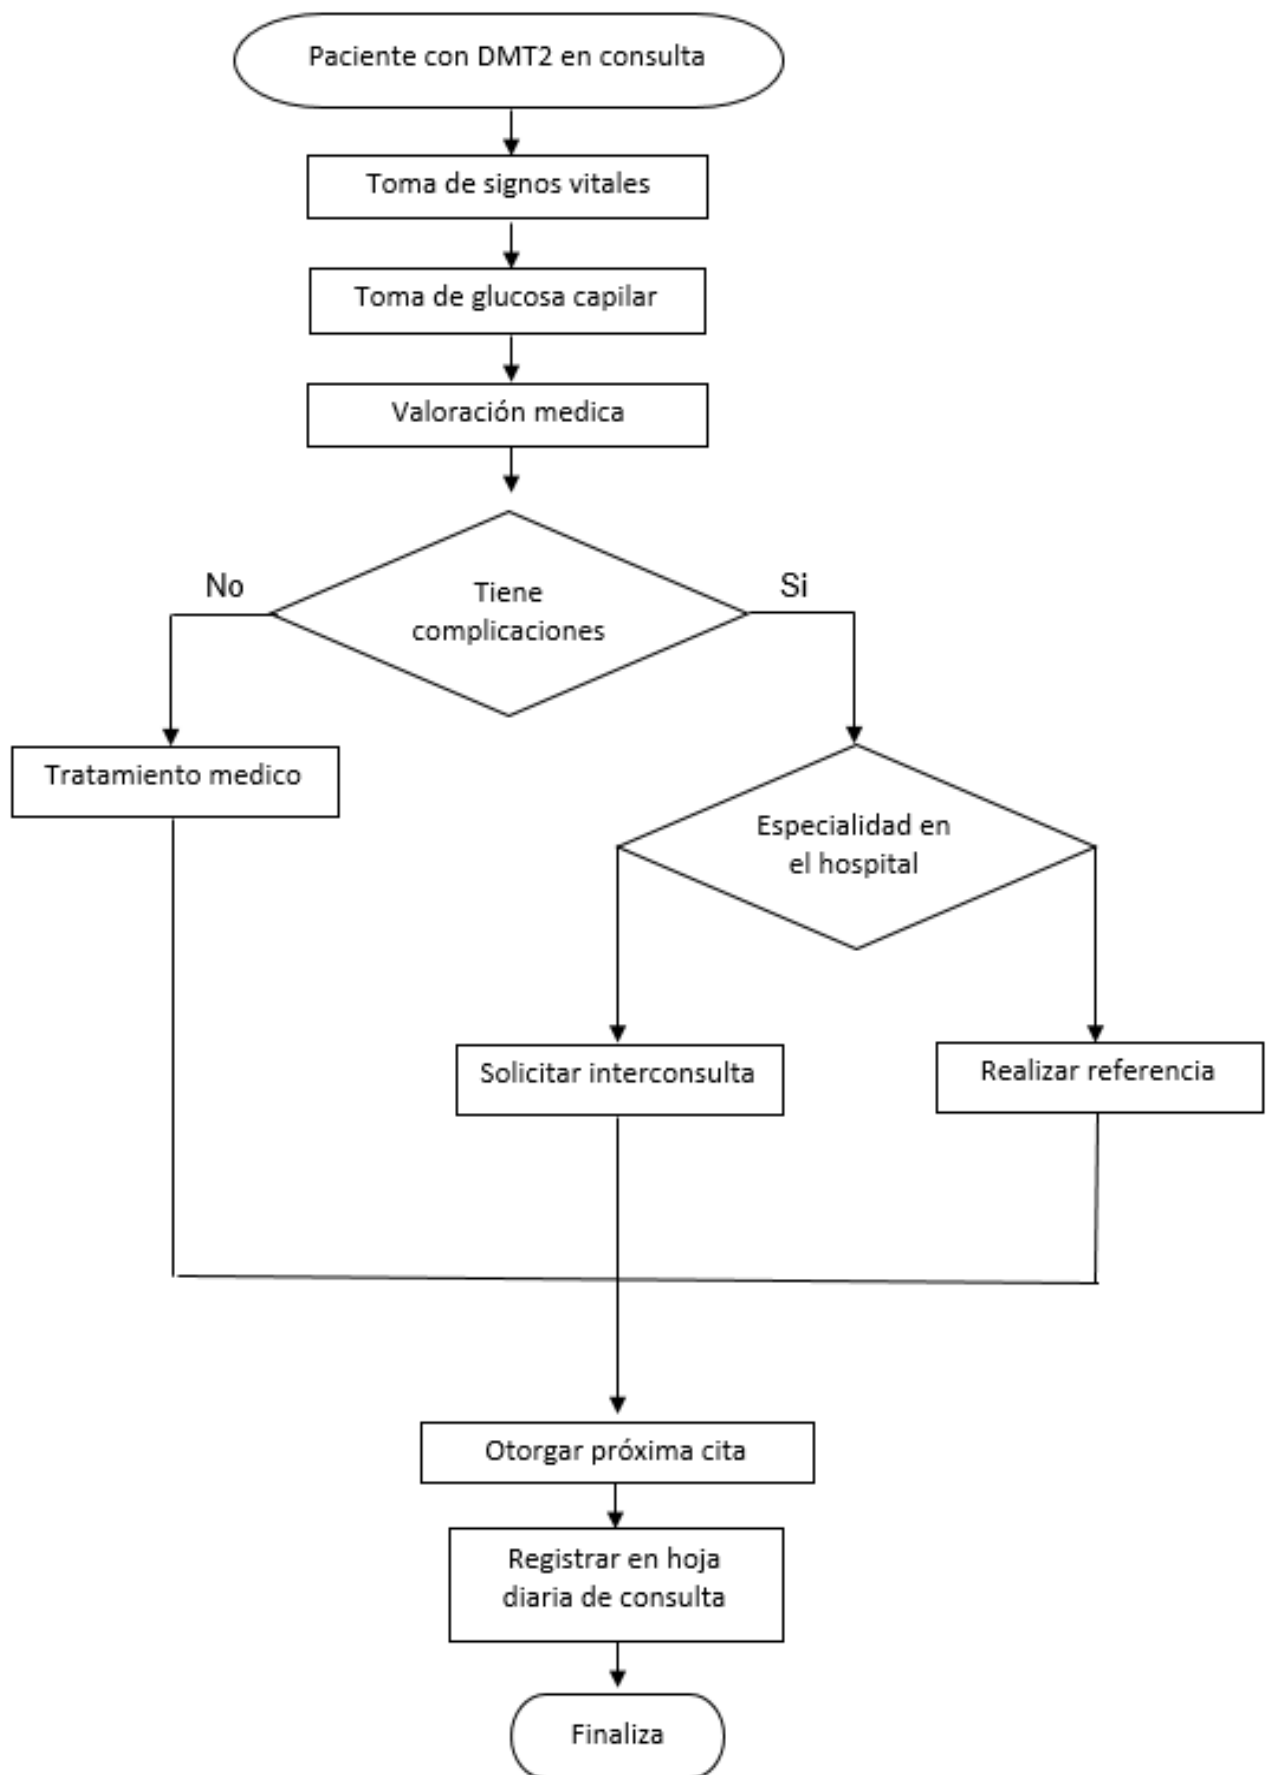 Paciente con DMT2 en consulta
Toma de signos vitales
Toma de glucosa capilar
Valoración medica
No
Si
Tiene
complicaciones
Tratamiento medico
Especialidad en
el hospital
Solicitar interconsulta
Realizar referencia
Otorgar próxima cita
Registrar en hoja
diaria de consulta
Finaliza